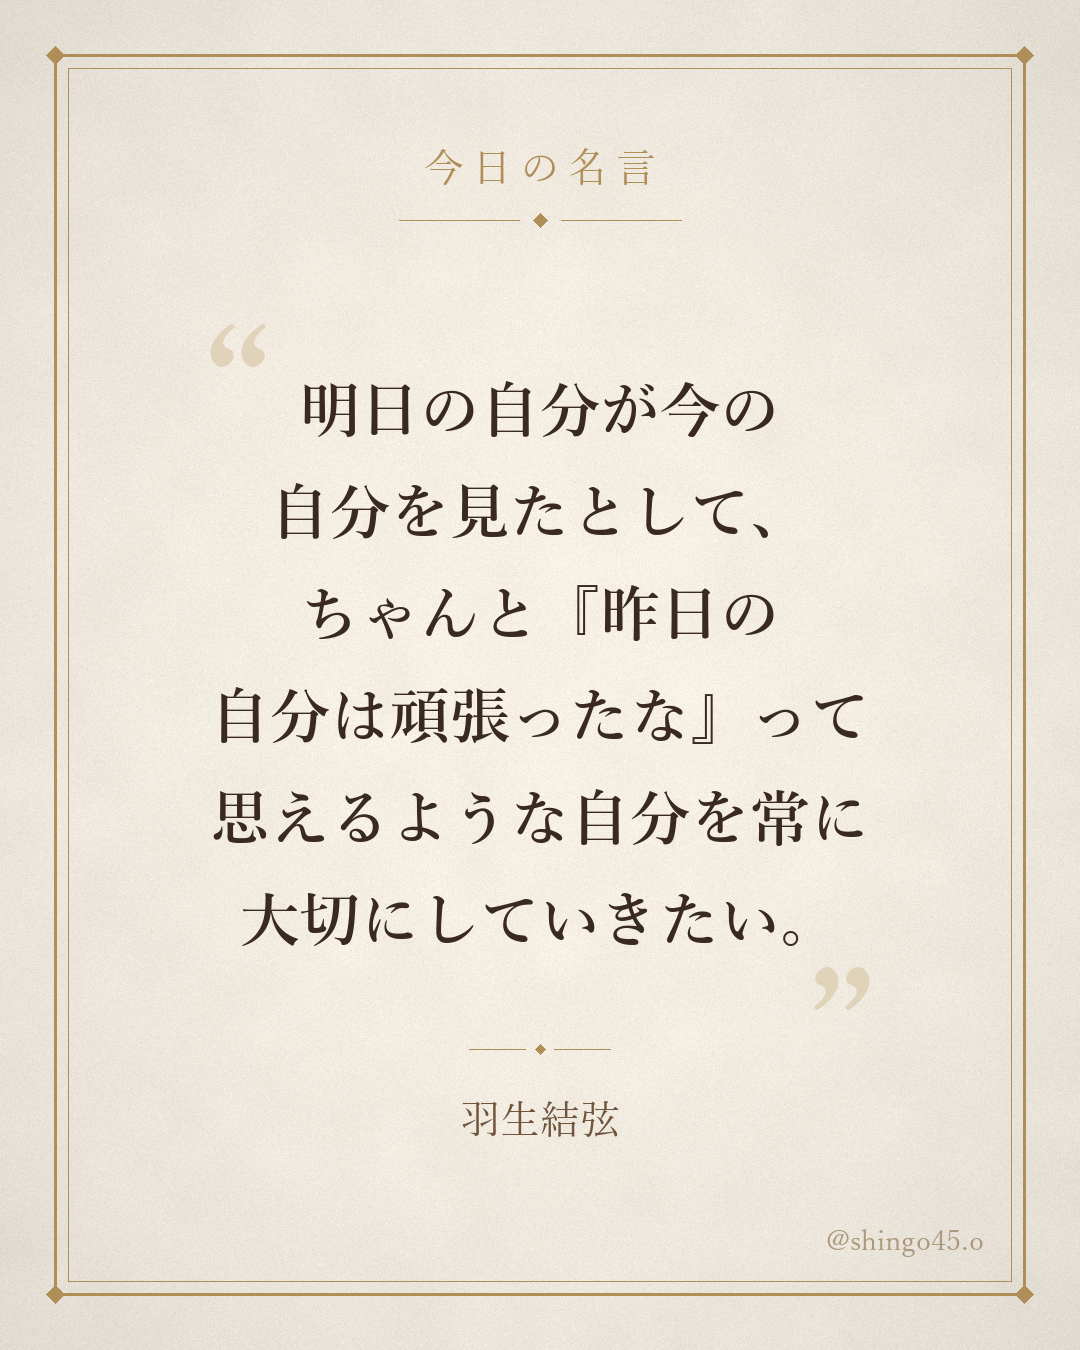 今日の名言
“
明日の自分が今の
自分を見たとして、
ちゃんと『昨日の
自分は頑張ったな』って
思えるような自分を常に
大切にしていきたい。
”
羽生結弦
@shingo45.o